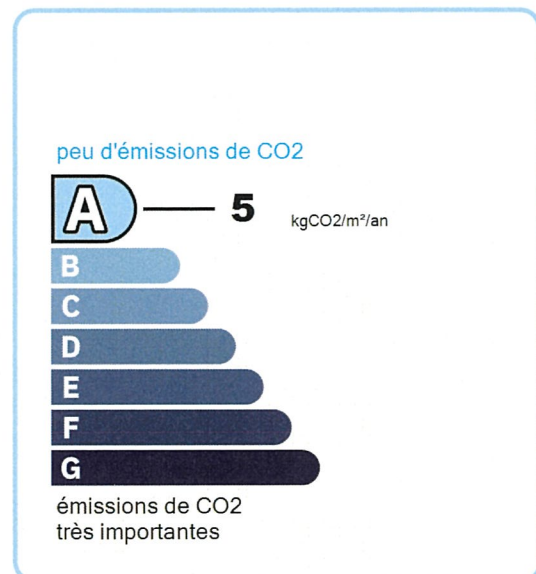 peu d'émissions de CO2
A 5 kgCO2/m²/an
B
C
D
E
F
G
émissions de CO2
très importantes